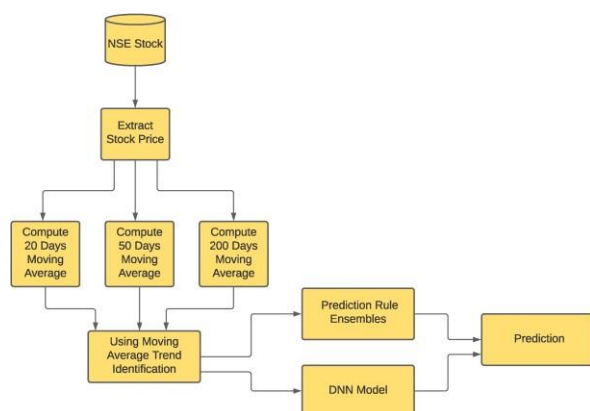 NSE Stock
Extract
Stock Price
Compute
20 Days
Moving
Average
Compute
50 Days
Moving
Average
Compute
200 Days
Moving
Average
Using Moving
Average Trend
Identification
Prediction Rule
Ensembles
DNN Model
Prediction